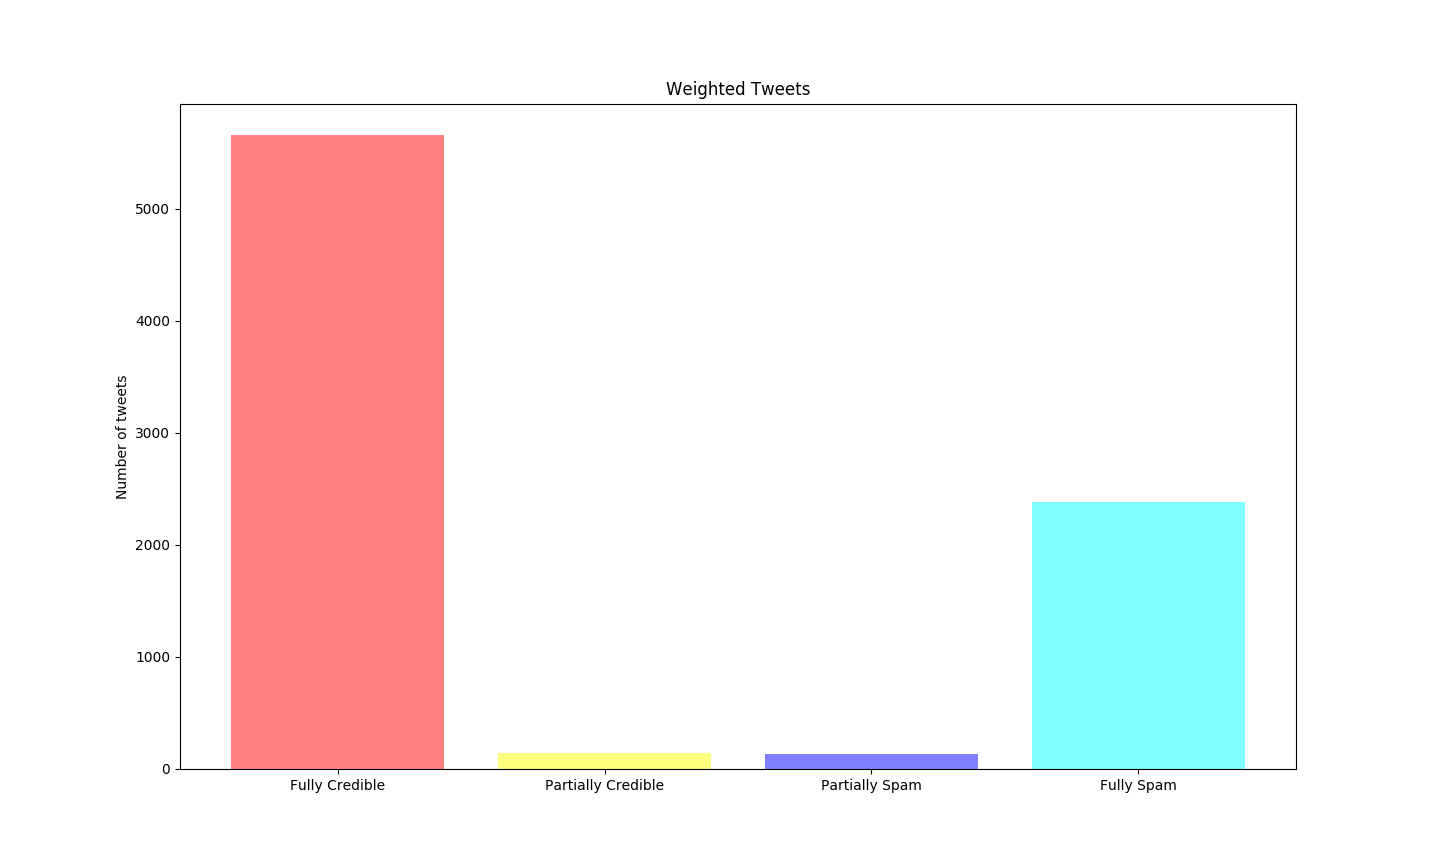 Weighted Tweets
Number of tweets
5000
4000
3000
2000
1000
0
Fully Credible
Partially Credible
Partially Spam
Fully Spam